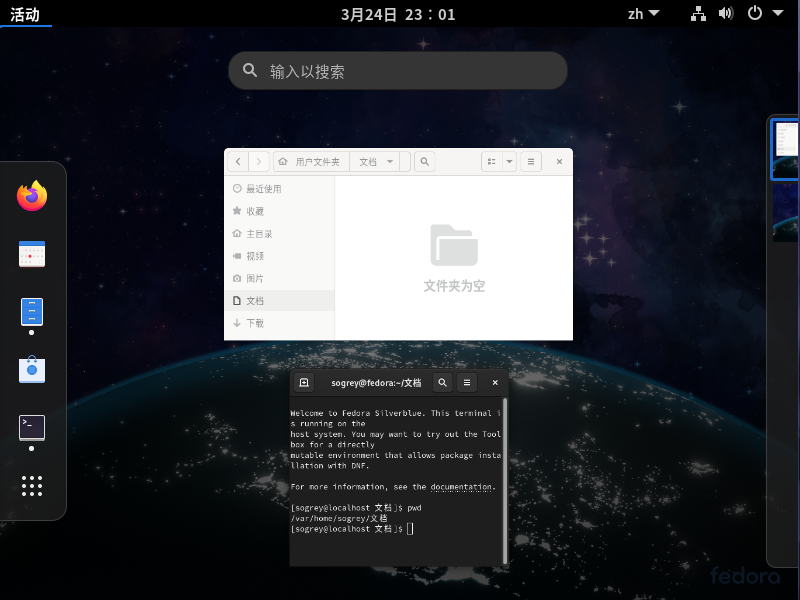 活动
3月24日 23：01
zh
输入以搜索
用户文件夹
文档
最近使用
收藏
主目录
视频
图片
文档
下载
文件夹为空
sogrey@fedora:~/文档
Welcome to Fedora Silverblue. This terminal i
s running on the
host system. You may want to try out the Tool
box for a directly
mutable environment that allows package insta
llation with DNF.
For more information, see the documentation.
[sogrey@localhost 文档]$ pwd
/var/home/sogrey/文档
[sogrey@localhost 文档]$
fedora